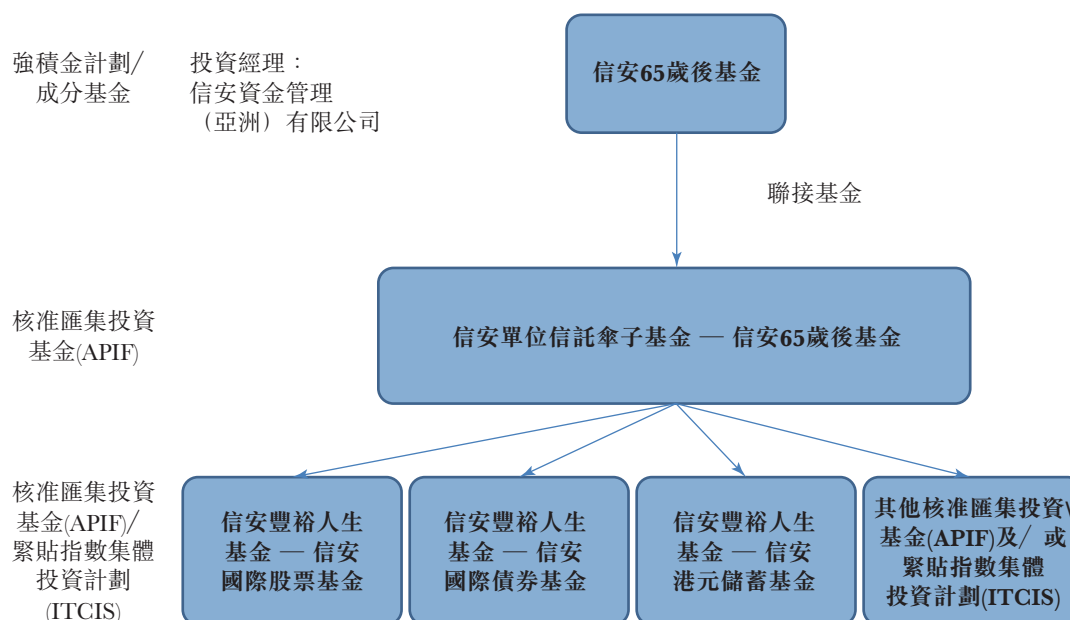 強積金計劃/
成分基金
投資經理：
信安資金管理
（亞洲）有限公司
信安65歲後基金
聯接基金
核准匯集投資
基金(APIF)
信安單位信託傘子基金 — 信安65歲後基金
核准匯集投資
基金(APIF)/
緊貼指數集體
投資計劃
(ITCIS)
信安豐裕人生
基金 — 信安
國際股票基金
信安豐裕人生
基金 — 信安
國際債券基金
信安豐裕人生
基金 — 信安
港元儲蓄基金
其他核准匯集投資\
基金(APIF)及/ 或
緊貼指數集體
投資計劃(ITCIS)